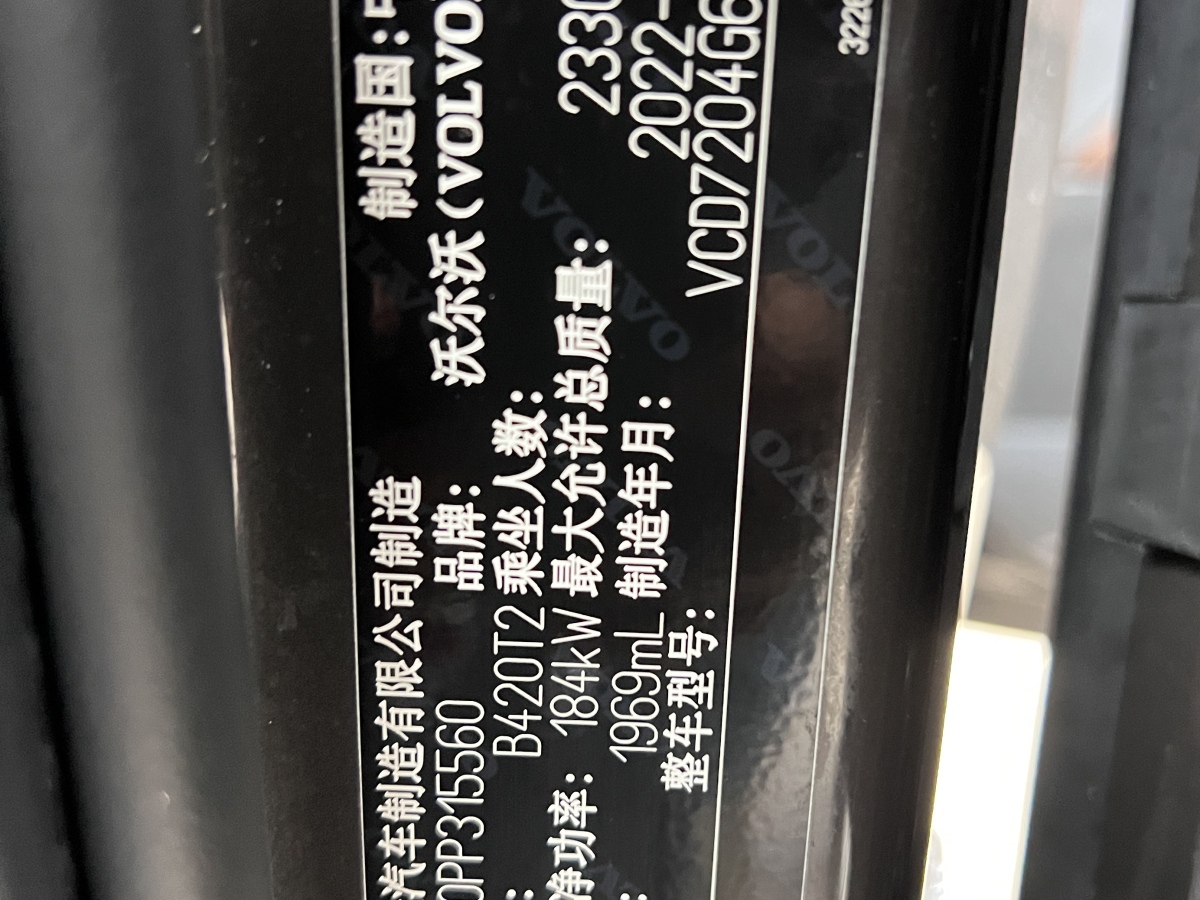 汽车制造有限公司制造 制造国:
0PP315560 品牌: 沃尔沃(VOLVO
: B420T2 乘坐人数:
净功率: 184kW 最大允许总质量: 233
: 1969mL 制造年月: 2022-
整车型号: VCD7204G6
322